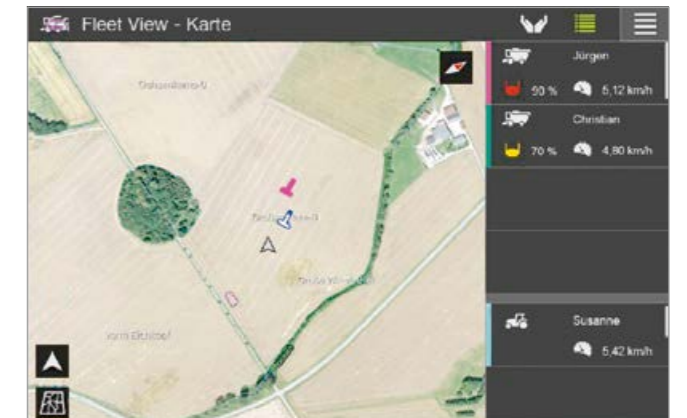 Fleet View - Karte
Jürgen
90 %
5,12 km/h
Christian
70 %
4,80 km/h
Susanne
5,42 km/h